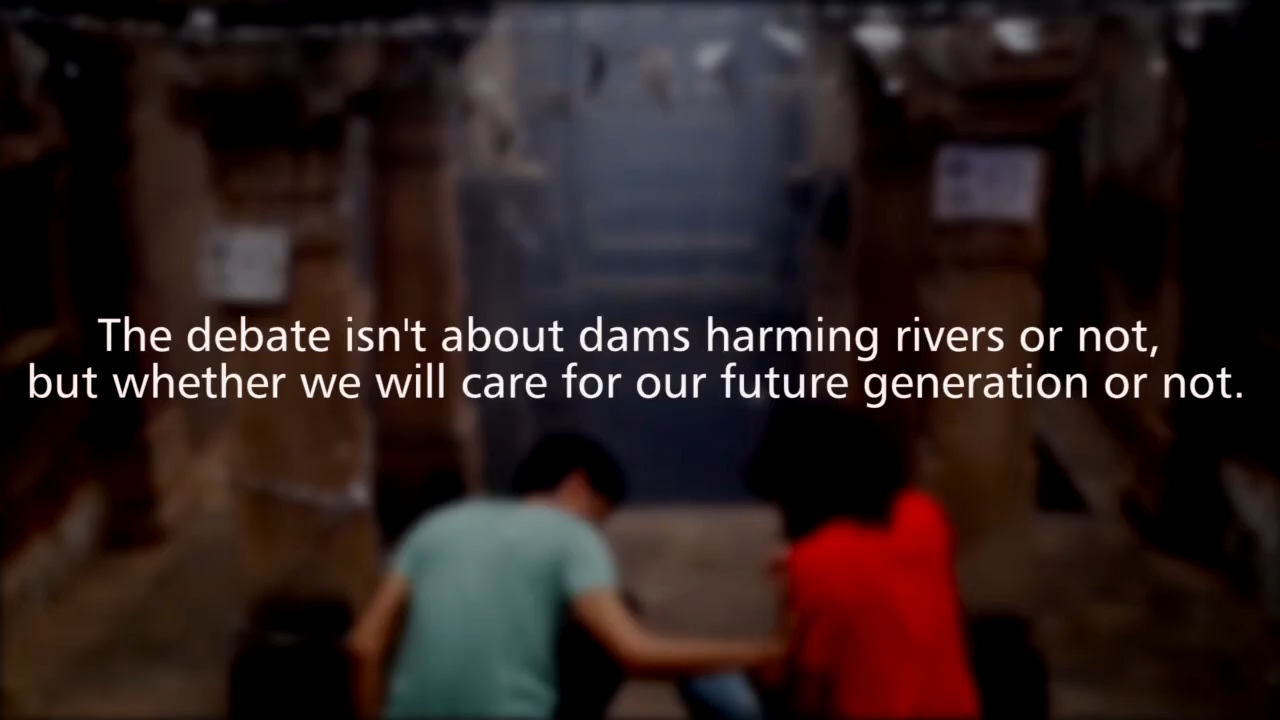 The debate isn't about dams harming rivers or not,
but whether we will care for our future generation or not.